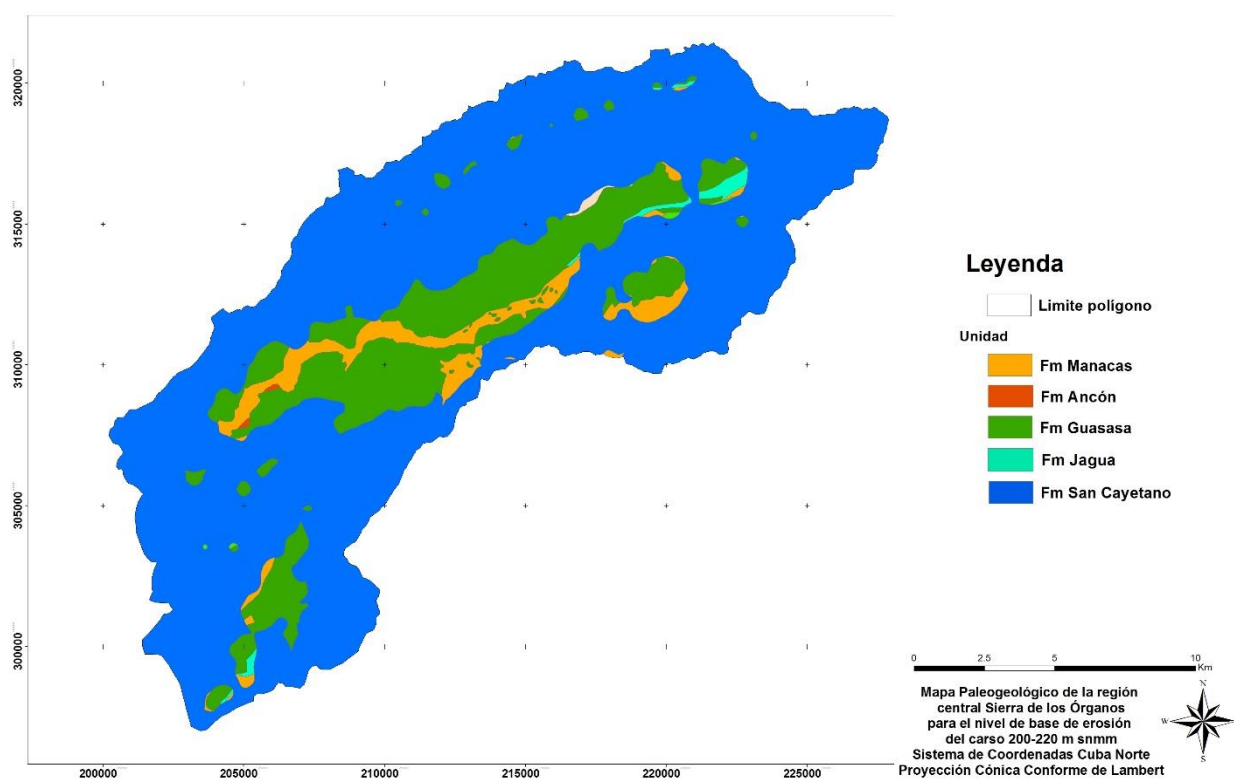 320000
315000
310000
305000
300000
200000
205000
210000
215000
220000
225000
Leyenda
Limite polígono
Unidad
Fm Manacas
Fm Ancón
Fm Guasasa
Fm Jagua
Fm San Cayetano
0 2.5 5 10
Km
Mapa Paleogeológico de la región
central Sierra de los Órganos
para el nivel de base de erosión
del carso 200-220 m snmm
Sistema de Coordenadas Cuba Norte
Proyección Cónica Conforme de Lambert
N
W
E
S